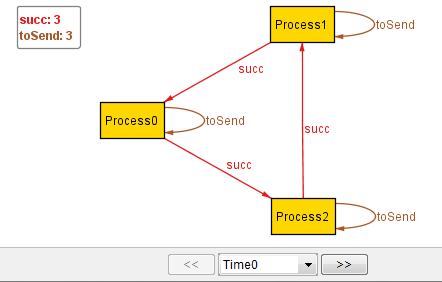 succ: 3
toSend: 3
Process1
toSend
succ
Process0
toSend
succ
succ
Process2
toSend
<<
Time0
>>